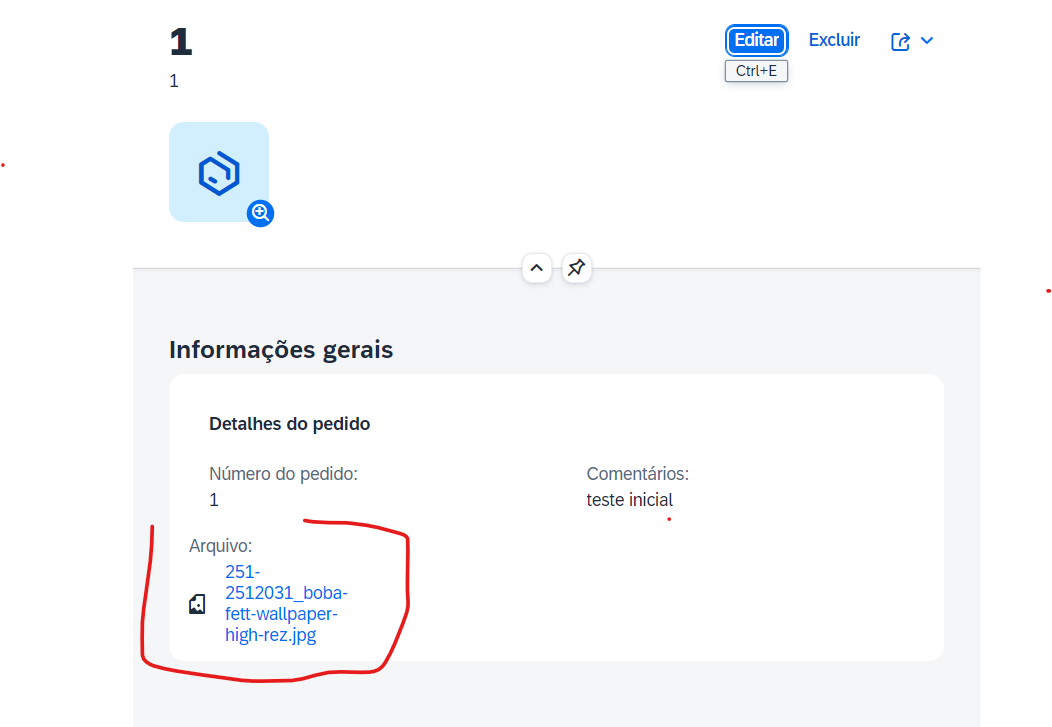 1
Editar
Excluir
Ctrl+E
1
Informações gerais
Detalhes do pedido
Número do pedido:
Comentários:
1
teste inicial
Arquivo:
251-
2512031_boba-
fett-wallpaper-
high-rez.jpg